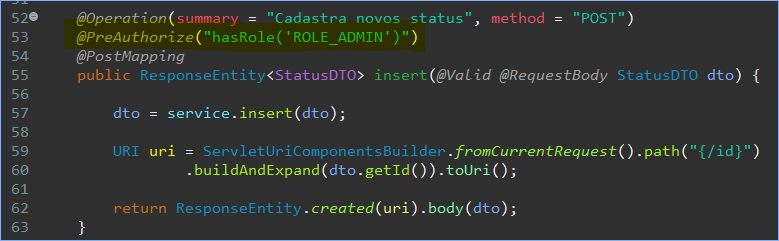 52 @Operation(summary = "Cadastra novos status", method = "POST")
53 @PreAuthorize("hasRole('ROLE_ADMIN')")
54 @PostMapping
55 public ResponseEntity<StatusDTO> insert(@Valid @RequestBody StatusDTO dto) {
56
57 dto = service.insert(dto);
58
59 URI uri = ServletUriComponentsBuilder.fromCurrentRequest().path("{/id}")
60 .buildAndExpand(dto.getId()).toUri();
61
62 return ResponseEntity.created(uri).body(dto);
63 }